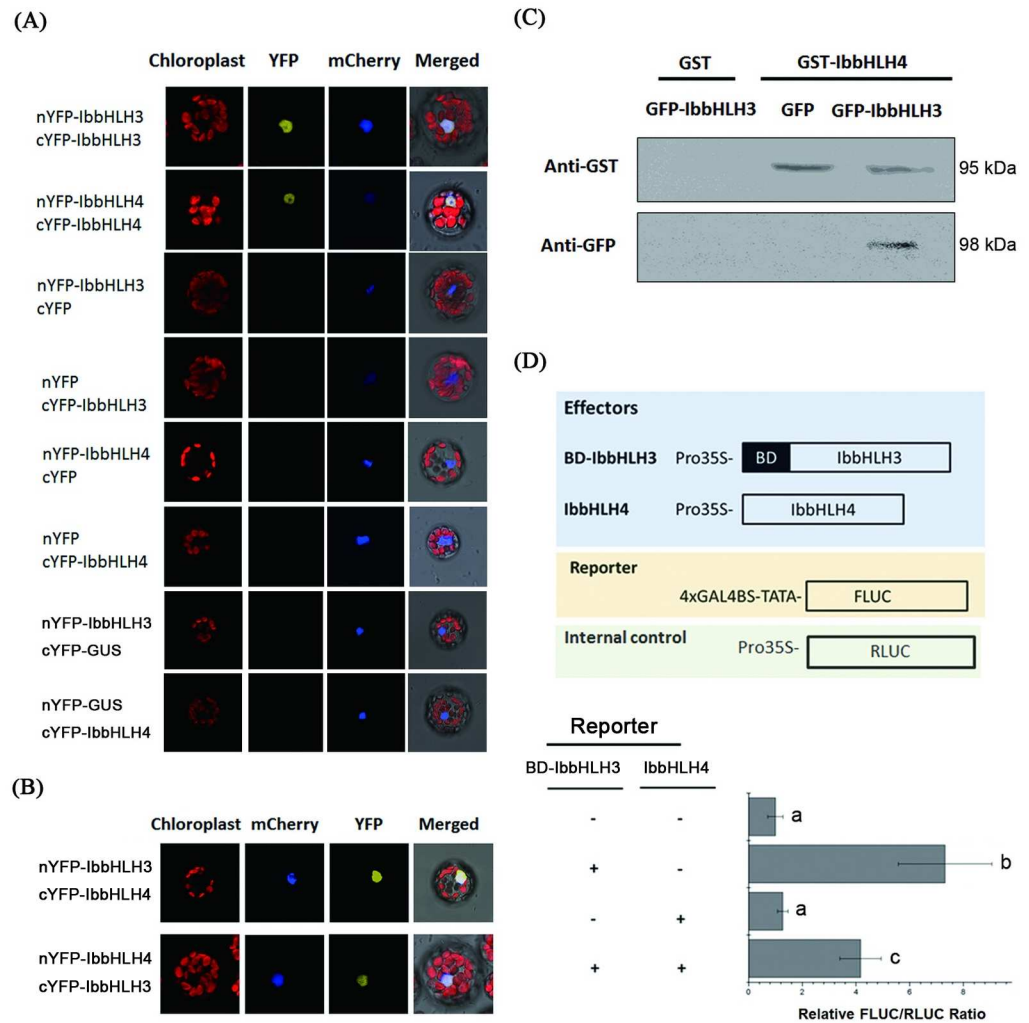 (A)
Chloroplast YFP mCherry Merged
nYFP-IbbHLH3
cYFP-IbbHLH3
nYFP-IbbHLH4
cYFP-IbbHLH4
nYFP-IbbHLH3
cYFP
nYFP
cYFP-IbbHLH3
nYFP-IbbHLH4
cYFP
nYFP
cYFP-IbbHLH4
nYFP-IbbHLH3
cYFP-GUS
nYFP-GUS
cYFP-IbbHLH4
(B)
Chloroplast mCherry YFP Merged
nYFP-IbbHLH3
cYFP-IbbHLH4
nYFP-IbbHLH4
cYFP-IbbHLH3
(C)
GST GST-IbbHLH4
GFP-IbbHLH3 GFP GFP-IbbHLH3
Anti-GST 95 kDa
Anti-GFP 98 kDa
(D)
Effectors
BD-IbbHLH3 Pro35S- BD IbbHLH3
IbbHLH4 Pro35S- IbbHLH4
Reporter
4xGAL4BS-TATA- FLUC
Internal control
Pro35S- RLUC
Reporter
BD-IbbHLH3 IbbHLH4
- - a
+ - b
- + a
+ + c
0 2 4 6 8
Relative FLUC/RLUC Ratio